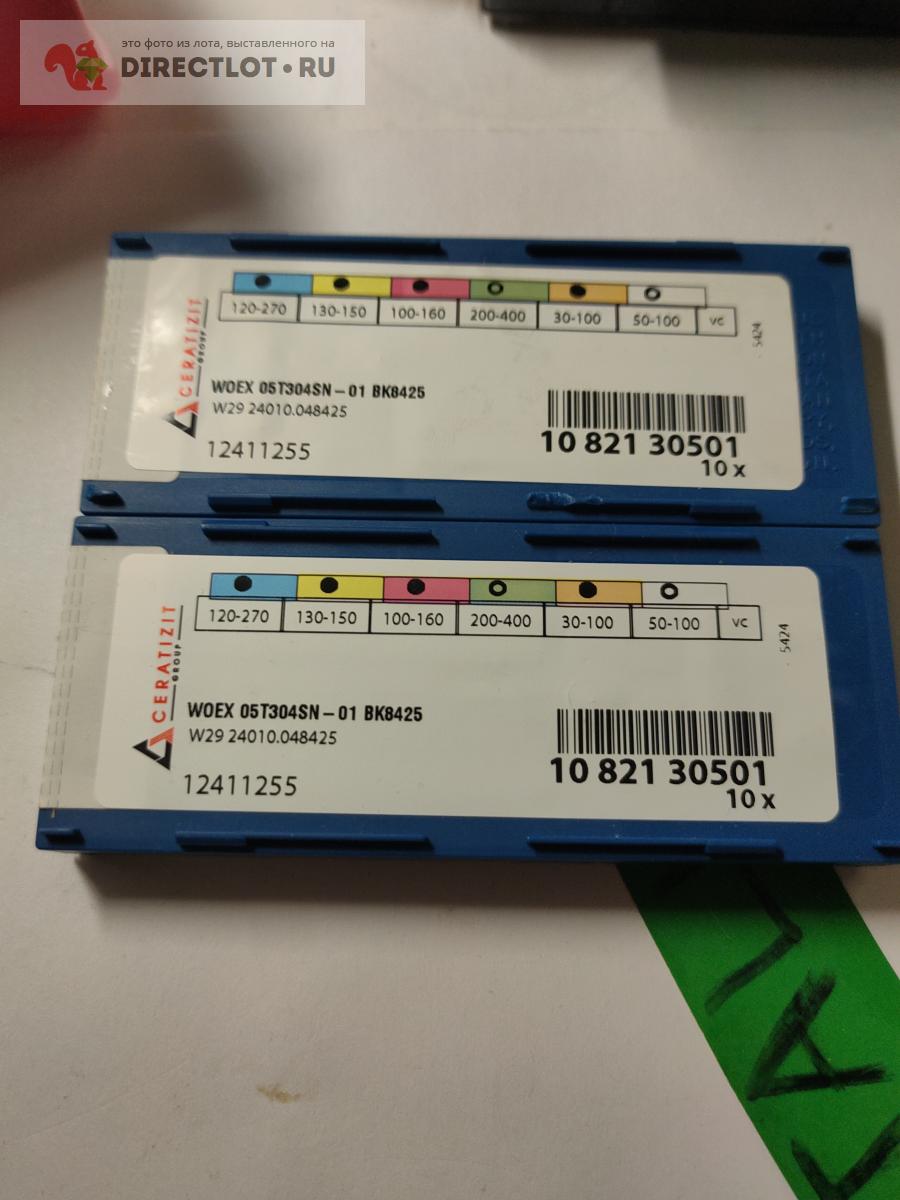 это фото из лота, выставленного на
DIRECTLOT•RU
120-270 130-150 100-160 200-400 30-100 50-100 vc
5424
CERATIZIT
GROUP
WOEX 05T304SN – 01 BK8425
W29 24010.048425
12411255
10 821 30501
10 x
120-270 130-150 100-160 200-400 30-100 50-100 vc
5424
CERATIZIT
GROUP
WOEX 05T304SN – 01 BK8425
W29 24010.048425
12411255
10 821 30501
10 x